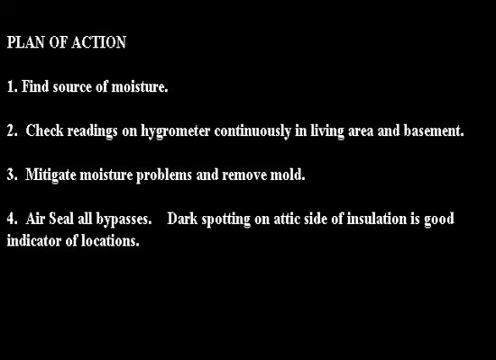 PLAN OF ACTION
1. Find source of moisture.
2.  Check readings on hygrometer continuously in living area and basement.
3.  Mitigate moisture problems and remove mold.
4.  Air Seal all bypasses.    Dark spotting on attic side of insulation is good
indicator of locations.